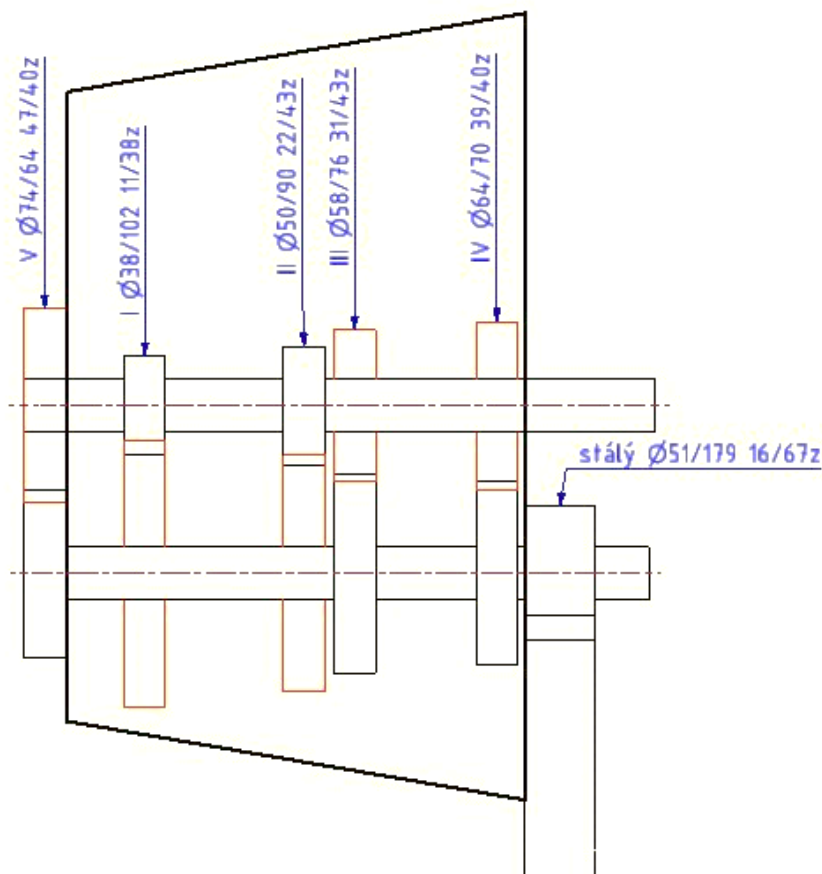 V Ø74/64 47/40z
I Ø38/102 11/38z
II Ø50/90 22/43z
III Ø58/76 31/43z
IV Ø64/70 39/40z
stálý Ø51/179 16/67z